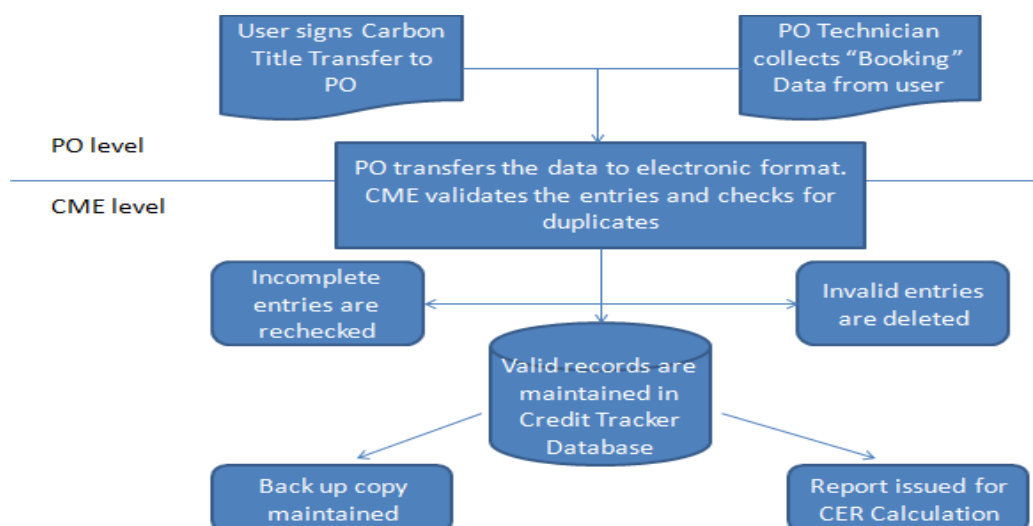 User signs Carbon
Title Transfer to
PO
PO Technician
collects “Booking”
Data from user
PO level
PO transfers the data to electronic format.
CME validates the entries and checks for
duplicates
CME level
Incomplete
entries are
rechecked
Invalid entries
are deleted
Valid records are
maintained in
Credit Tracker
Database
Back up copy
maintained
Report issued for
CER Calculation